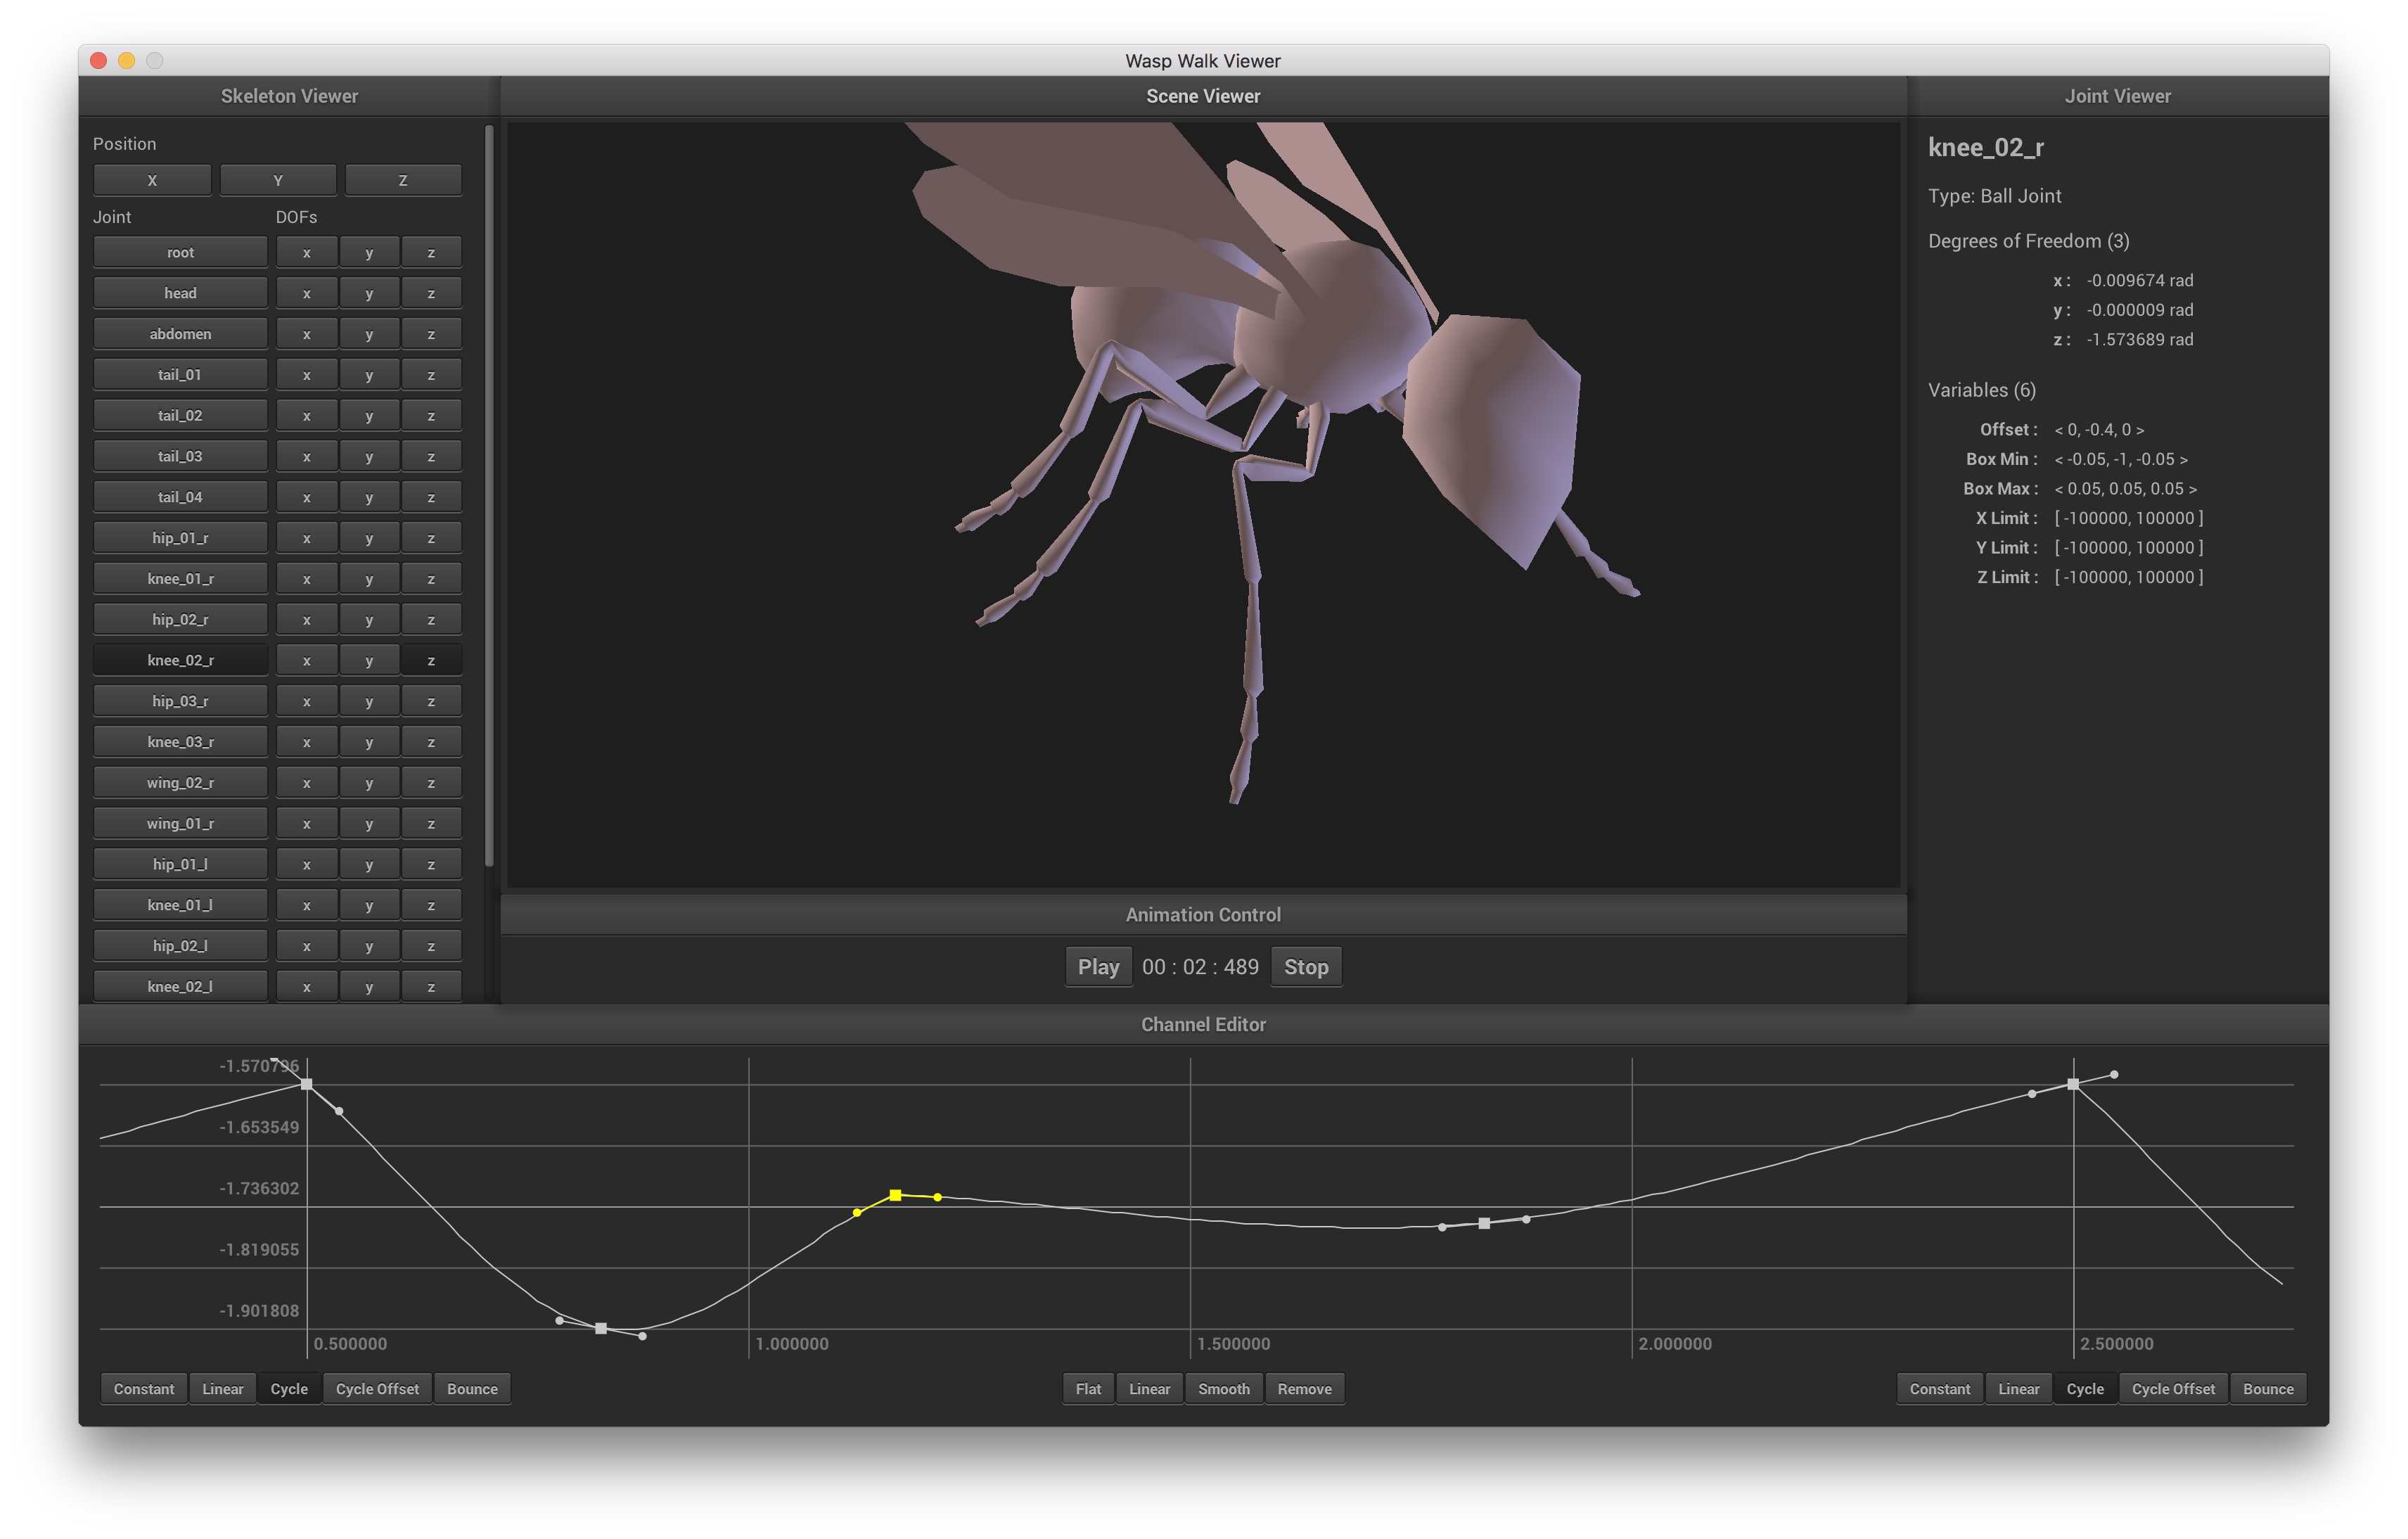 Wasp Walk Viewer
Skeleton Viewer
Position
X Y Z
Joint DOFs
root x y z
head x y z
abdomen x y z
tail_01 x y z
tail_02 x y z
tail_03 x y z
tail_04 x y z
hip_01_r x y z
knee_01_r x y z
hip_02_r x y z
knee_02_r x y z
hip_03_r x y z
knee_03_r x y z
wing_02_r x y z
wing_01_r x y z
hip_01_l x y z
knee_01_l x y z
hip_02_l x y z
knee_02_l x y z
Scene Viewer
Animation Control
Play 00 : 02 : 489 Stop
Joint Viewer
knee_02_r
Type: Ball Joint
Degrees of Freedom (3)
x : -0.009674 rad
y : -0.000009 rad
z : -1.573689 rad
Variables (6)
Offset : < 0, -0.4, 0 >
Box Min : < -0.05, -1, -0.05 >
Box Max : < 0.05, 0.05, 0.05 >
X Limit : [ -100000, 100000 ]
Y Limit : [ -100000, 100000 ]
Z Limit : [ -100000, 100000 ]
Channel Editor
-1.570796
-1.653549
-1.736302
-1.819055
-1.901808
0.500000 1.000000 1.500000 2.000000 2.500000
Constant Linear Cycle Cycle Offset Bounce
Flat Linear Smooth Remove
Constant Linear Cycle Cycle Offset Bounce